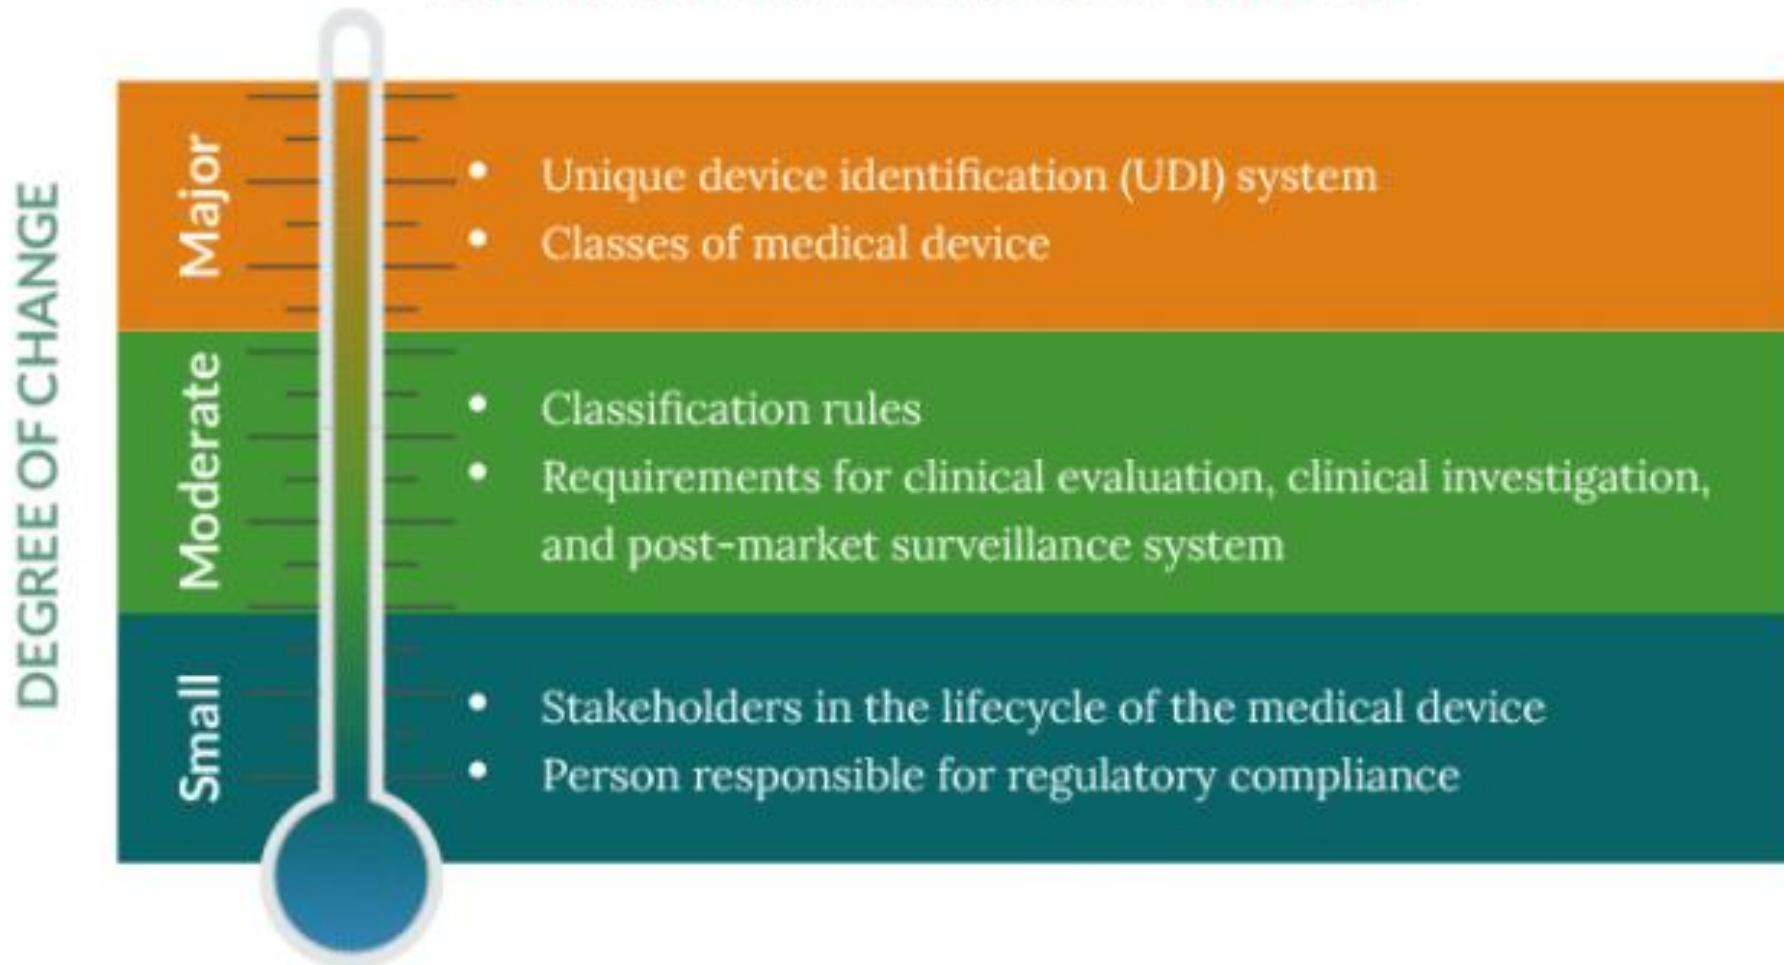 DEGREE OF CHANGE
Major
• Unique device identification (UDI) system
• Classes of medical device
Moderate
• Classification rules
• Requirements for clinical evaluation, clinical investigation,
and post-market surveillance system
Small
• Stakeholders in the lifecycle of the medical device
• Person responsible for regulatory compliance